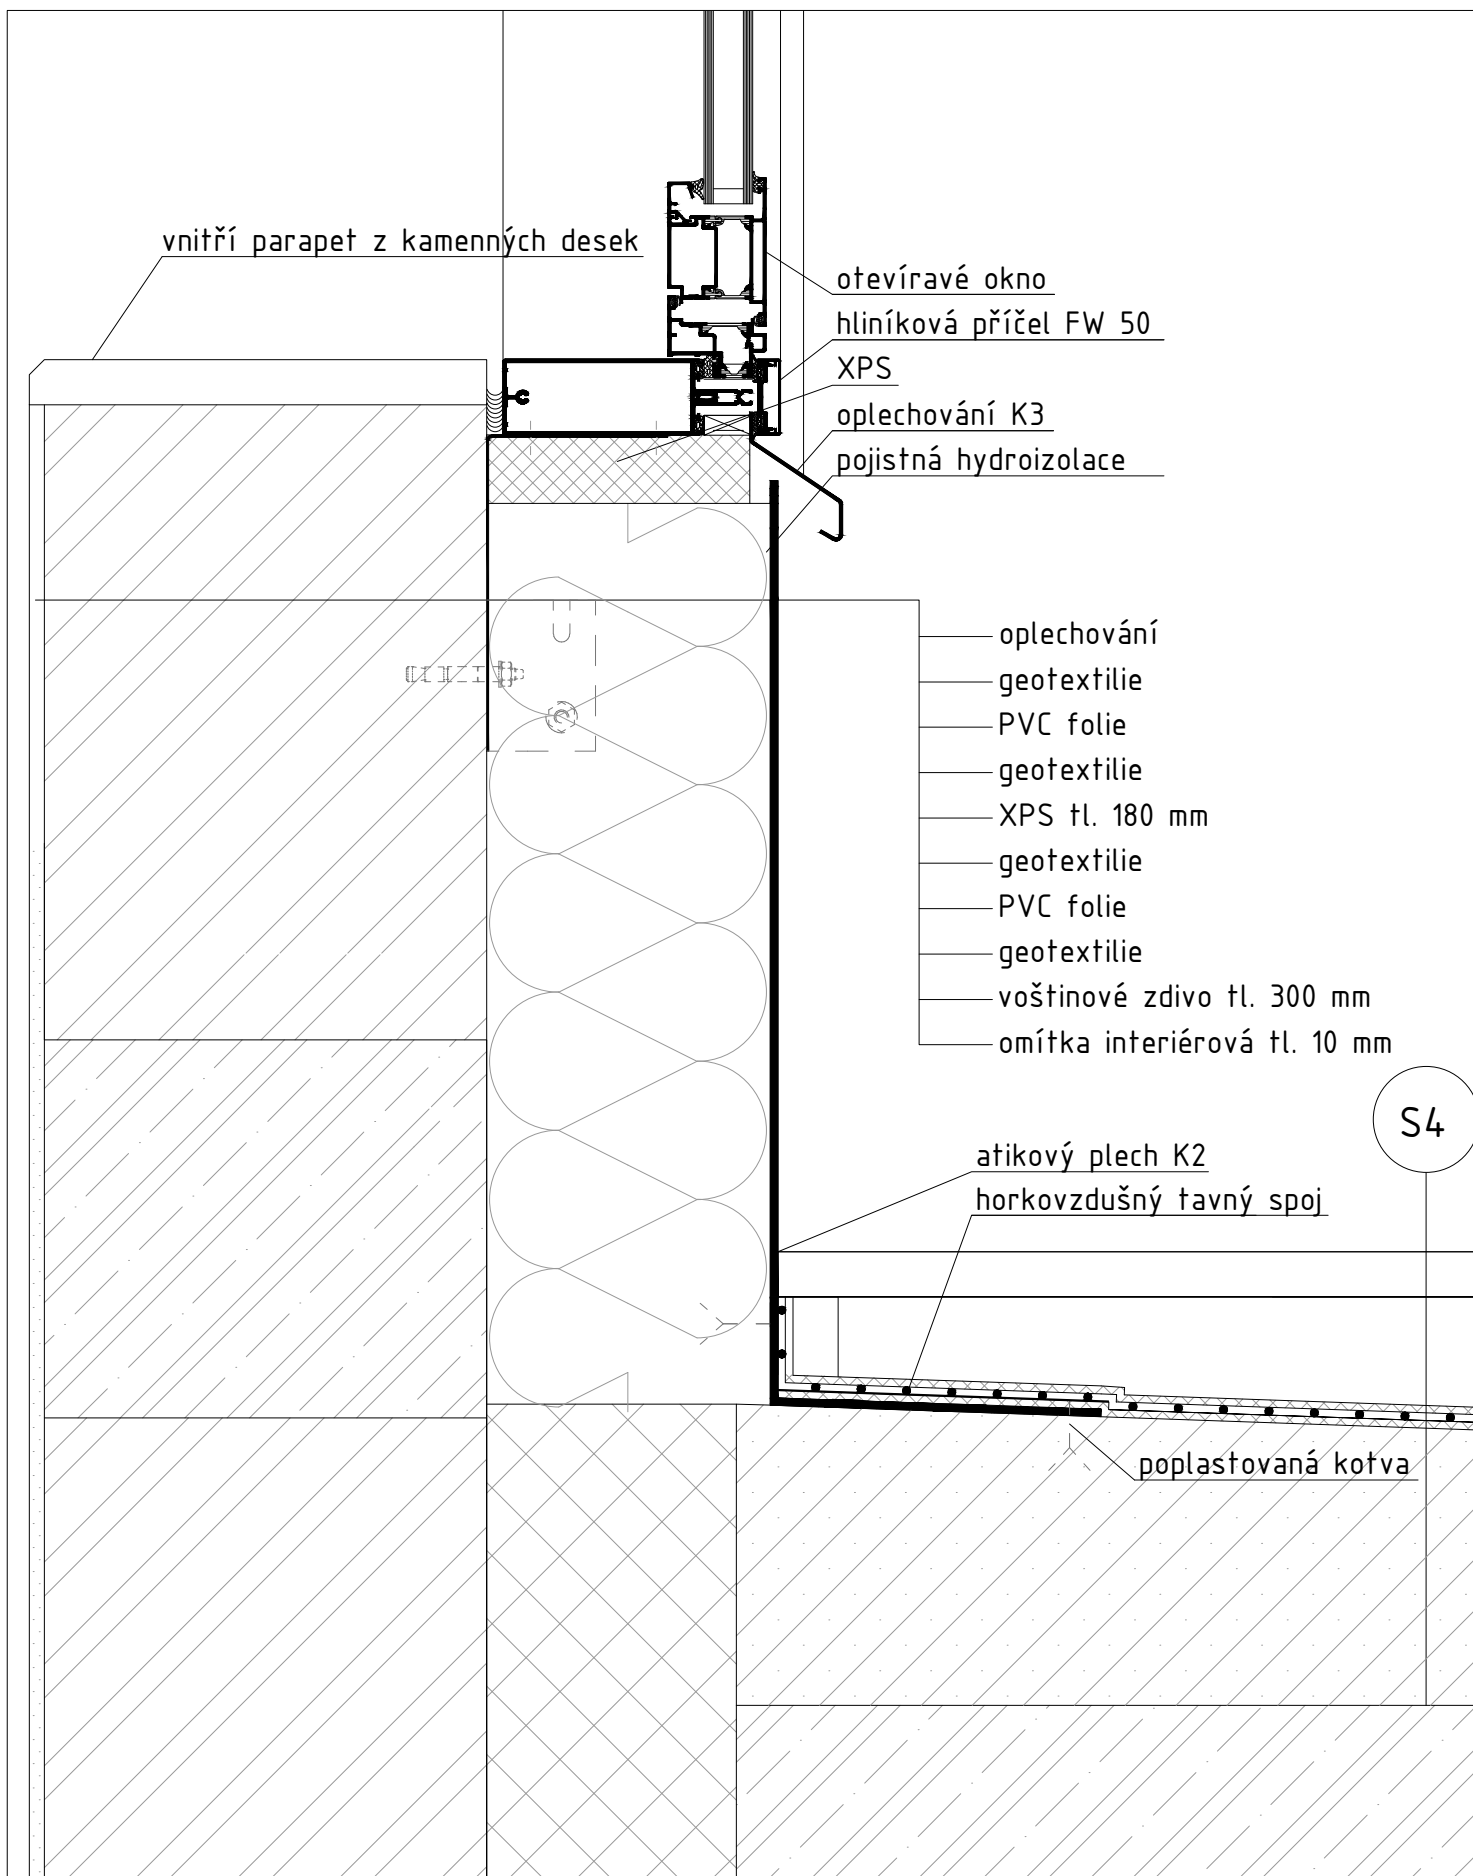 vnitří parapet z kamenných desek
otevíravé okno
hliníková příčel FW 50
XPS
oplechování K3
pojistná hydroizolace
oplechování
geotextilie
PVC folie
geotextilie
XPS tl. 180 mm
geotextilie
PVC folie
geotextilie
voštinové zdivo tl. 300 mm
omítka interiérová tl. 10 mm
S4
atikový plech K2
horkovzdušný tavný spoj
poplastovaná kotva